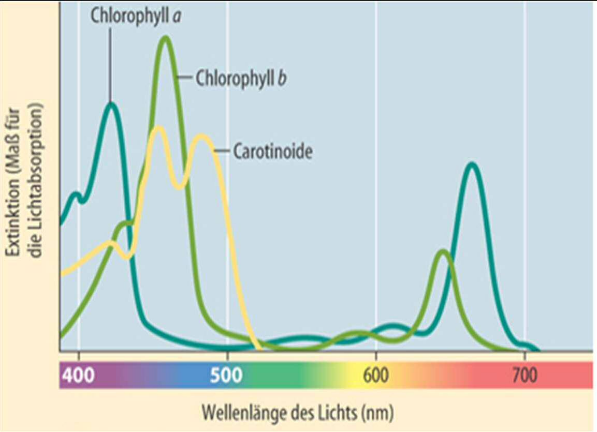 Chlorophyll a
Chlorophyll b
Carotinoide
Extinktion (Maß für
die Lichtabsorption)
400 500 600 700
Wellenlänge des Lichts (nm)